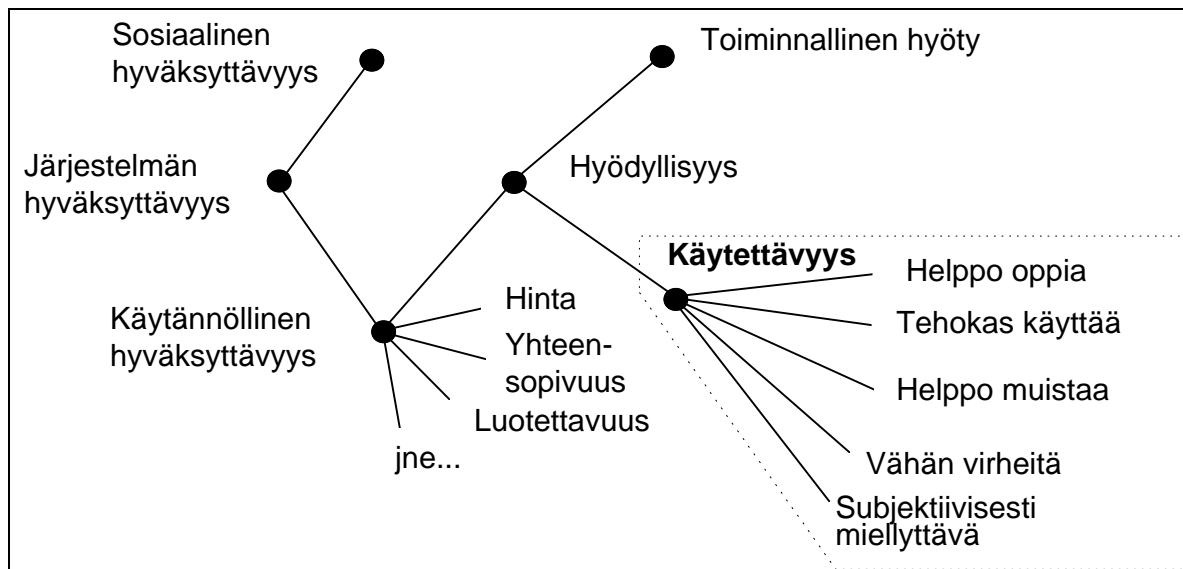 Sosiaalinen
hyväksyttävyys
Toiminnallinen hyöty
Järjestelmän
hyväksyttävyys
Hyödyllisyys
Käytettävyys
Helppo oppia
Tehokas käyttää
Helppo muistaa
Vähän virheitä
Subjektiivisesti
miellyttävä
Käytännöllinen
hyväksyttävyys
Hinta
Yhteen-
sopivuus
Luotettavuus
jne...